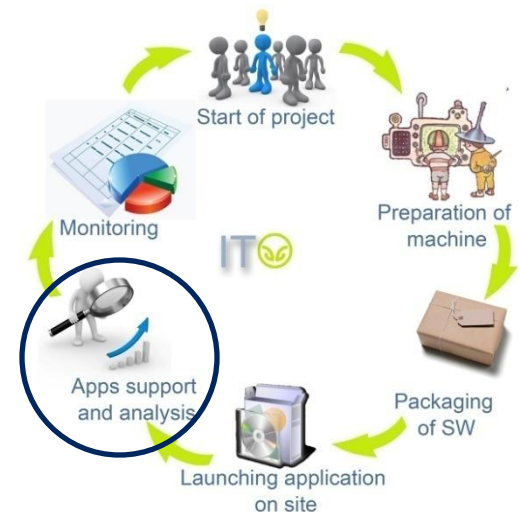 Start of project
Preparation of
machine
Packaging
of SW
Launching application
on site
Apps support
and analysis
Monitoring
IT